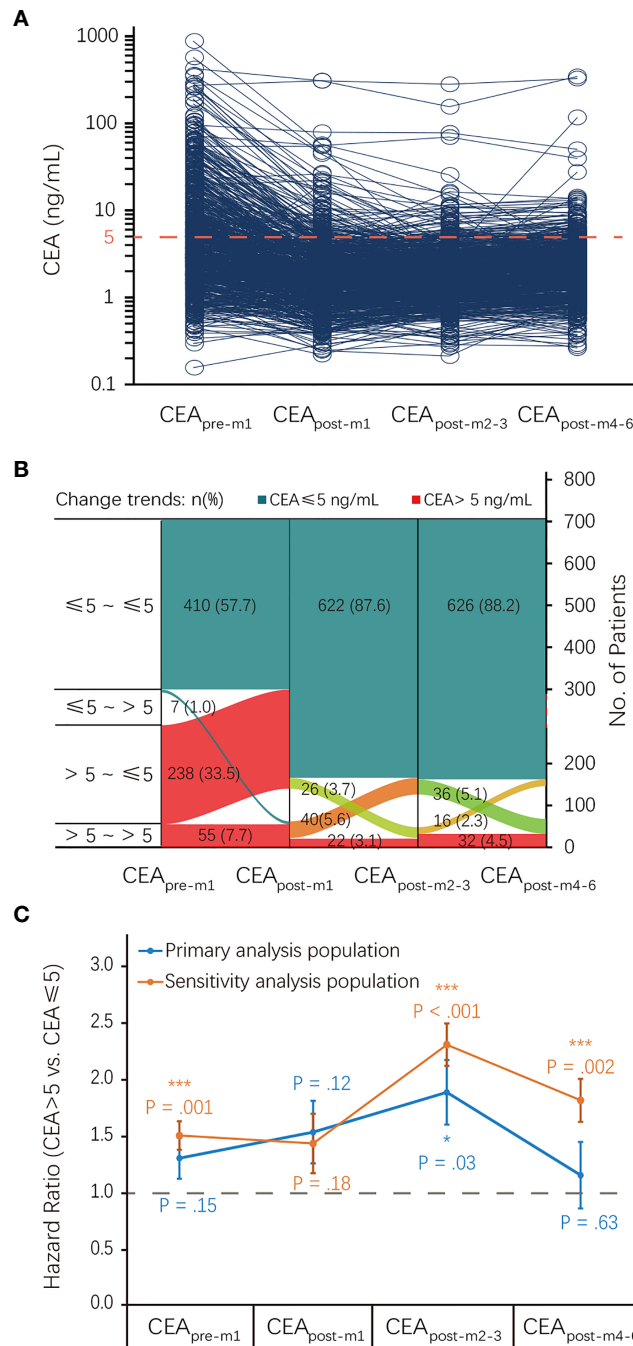 A
1000
100
10
5
1
0.1
CEA (ng/mL)
CEApre-m1 CEApost-m1 CEApost-m2-3 CEApost-m4-6
B
Change trends: n(%) CEA≤5 ng/mL CEA> 5 ng/mL
800
700
600
500
300
200
100
0
No. of Patients
≤5 ~ ≤5 410 (57.7) 622 (87.6) 626 (88.2)
≤5 ~ > 5 7 (1.0)
> 5 ~ ≤5 238 (33.5) 26 (3.7) 36 (5.1)
40(5.6) 16 (2.3)
> 5 ~ > 5 55 (7.7) 22 (3.1) 32 (4.5)
CEApre-m1 CEApost-m1 CEApost-m2-3 CEApost-m4-6
C
Primary analysis population
Sensitivity analysis population
Hazard Ratio (CEA>5 vs. CEA≤5)
3.0
2.5
2.0
1.5
1.0
0.5
0.0
***
P = .001
P = .15
P = .12
P = .18
***
P < .001
*
P = .03
***
P = .002
P = .63
CEApre-m1 CEApost-m1 CEApost-m2-3 CEApost-m4-6